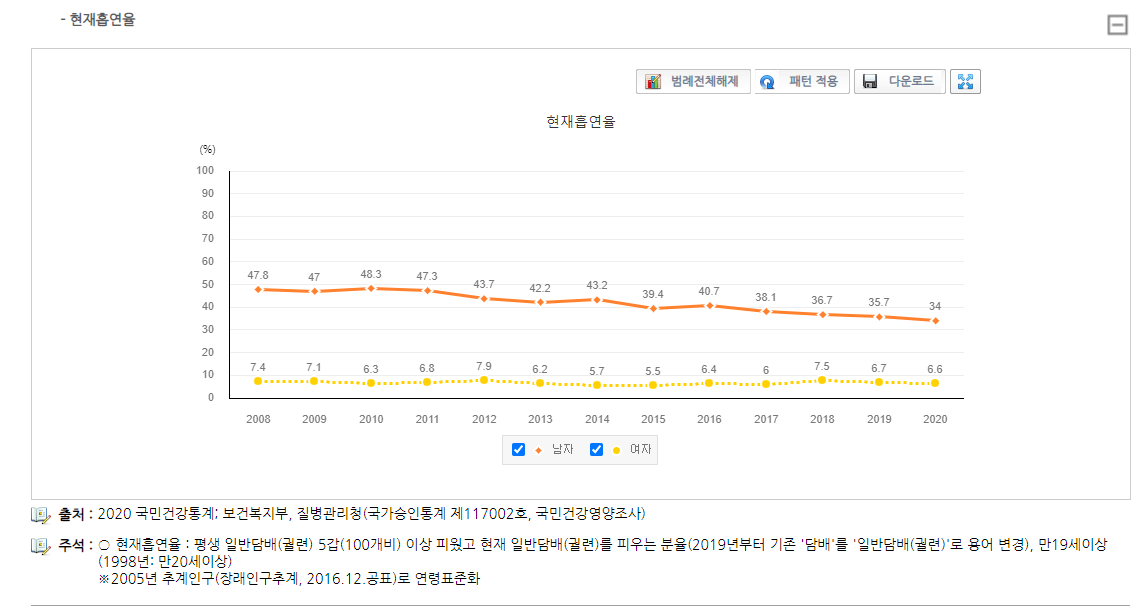 - 현재흡연율
범례전체해제 패턴 적용 다운로드
현재흡연율
(%)
100
90
80
70
60
50
40
30
20
10
0
47.8 47 48.3 47.3 43.7 42.2 43.2 39.4 40.7 38.1 36.7 35.7 34
7.4 7.1 6.3 6.8 7.9 6.2 5.7 5.5 6.4 6 7.5 6.7 6.6
2008 2009 2010 2011 2012 2013 2014 2015 2016 2017 2018 2019 2020
남자 여자
출처 : 2020 국민건강통계; 보건복지부, 질병관리청(국가승인통계 제117002호, 국민건강영양조사)
주석 : ○ 현재흡연율 : 평생 일반담배(궐련) 5갑(100개비) 이상 피웠고 현재 일반담배(궐련)를 피우는 분율(2019년부터 기존 '담배'를 '일반담배(궐련)'로 용어 변경), 만19세이상
(1998년: 만20세이상)
※2005년 추계인구(장래인구추계, 2016.12.공표)로 연령표준화